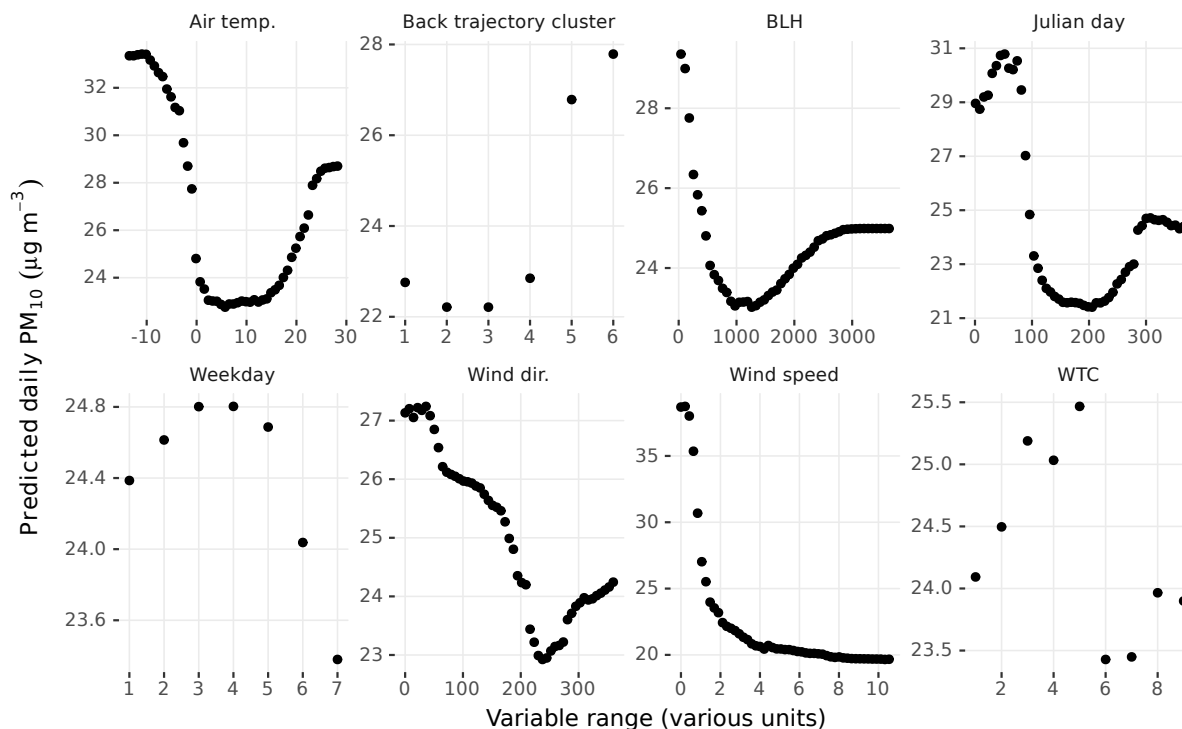 Air temp.
Back trajectory cluster
BLH
Julian day
Predicted daily PM10 (μg m−3)
32
30
28
26
24
-10 0 10 20 30
28
26
24
22
1 2 3 4 5 6
28
26
24
0 1000 2000 3000
31
29
27
25
23
21
0 100 200 300
Weekday
Wind dir.
Wind speed
WTC
24.8
24.4
24.0
23.6
1 2 3 4 5 6 7
27
26
25
24
23
0 100 200 300
35
30
25
20
0 2 4 6 8 10
25.5
25.0
24.5
24.0
23.5
2 4 6 8
Variable range (various units)